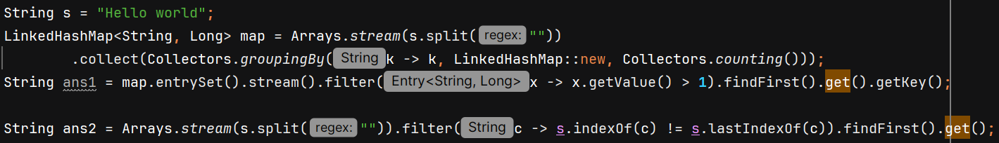 String s = "Hello world";
LinkedHashMap<String, Long> map = Arrays.stream(s.split( regex: ""))
.collect(Collectors.groupingBy( String k -> k, LinkedHashMap::new, Collectors.counting()));
String ans1 = map.entrySet().stream().filter( Entry<String, Long> x -> x.getValue() > 1).findFirst().get().getKey();
String ans2 = Arrays.stream(s.split( regex: "")).filter( String c -> s.indexOf(c) != s.lastIndexOf(c)).findFirst().get();